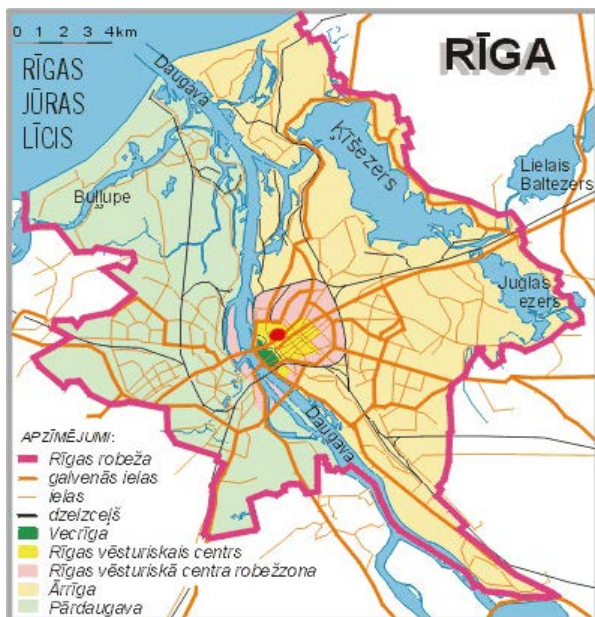 0 1 2 3 4km
RĪGA
RĪGAS
JŪRAS
LĪCIS
Daugava
Ķīšezers
Lielais
Baltezers
Buļļupe
Juglas
ezers
Daugava
APZĪMĒJUMI:
Rīgas robeža
galvenās ielas
ielas
dzelzceļš
Vecrīga
Rīgas vēsturiskais centrs
Rīgas vēsturiskā centra robežzona
Ārrīga
Pārdaugava